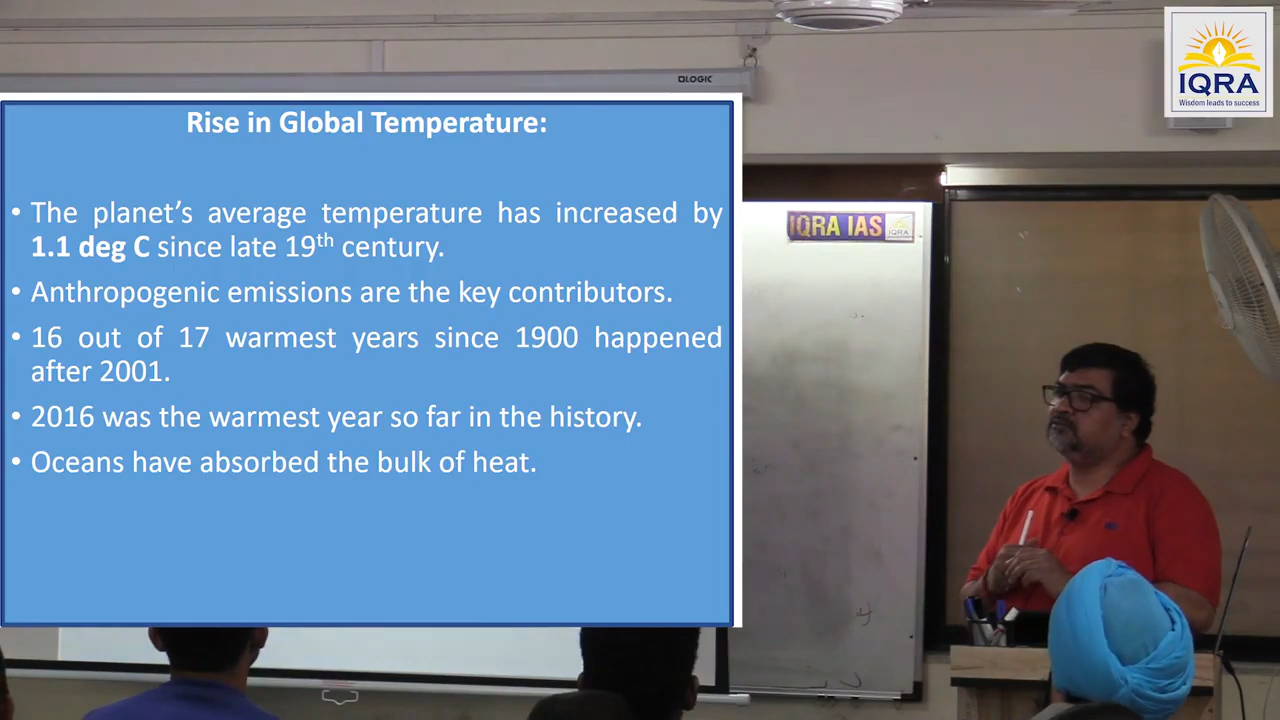 LOGIC
IQRA
Wisdom leads to success
Rise in Global Temperature:
• The planet’s average temperature has increased by
1.1 deg C since late 19th century.
• Anthropogenic emissions are the key contributors.
• 16 out of 17 warmest years since 1900 happened
after 2001.
• 2016 was the warmest year so far in the history.
• Oceans have absorbed the bulk of heat.
IQRA IAS
IQRA